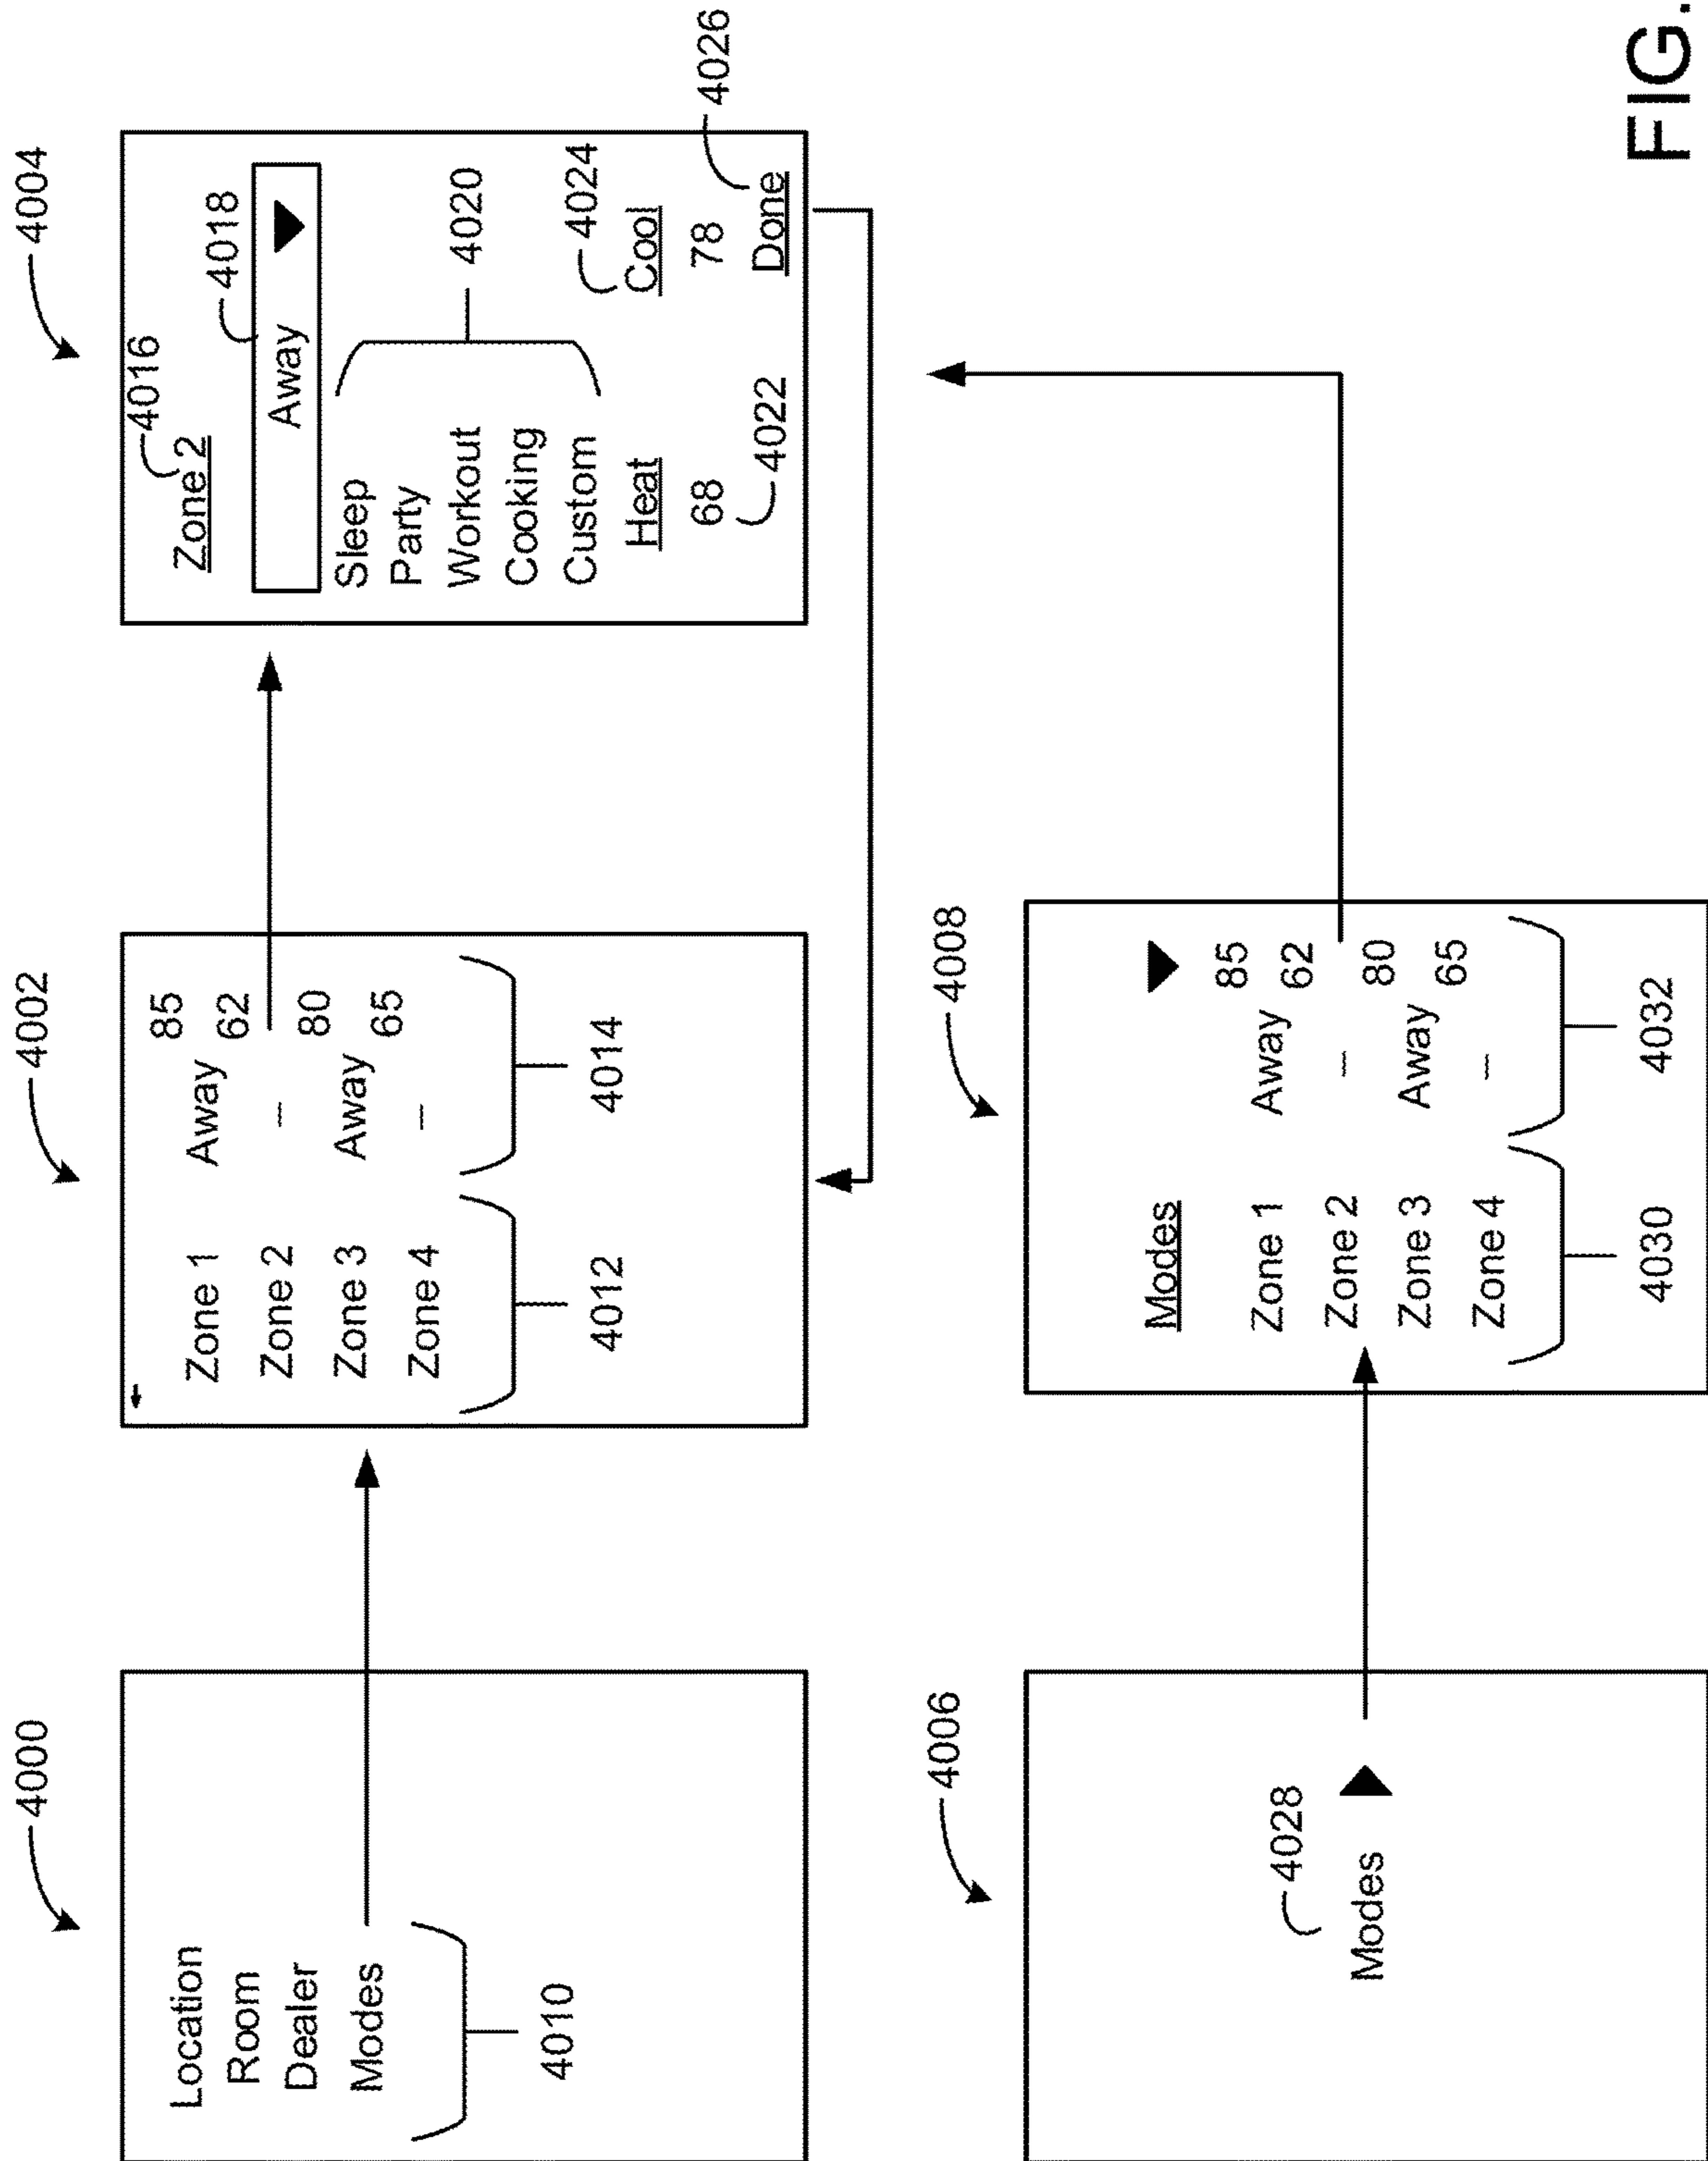 4000
Location
Room
Dealer
Modes
4010
4002
85
Zone 1 Away
62
Zone 2 –
80
Zone 3 Away
65
Zone 4 –
4012
4014
4004
4016
Zone 2
4018
Away
Sleep
Party
Workout
Cooking
Custom
4020
4024
Heat Cool
68 78
4022
Done
4026
4006
4028
Modes
4008
Modes
85
Zone 1 Away
62
Zone 2 –
80
Zone 3 Away
65
Zone 4 –
4030
4032
FIG.